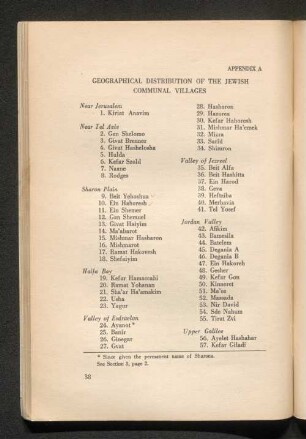 APPENDIX A
GEOGRAPHICAL DISTRIBUTION OF THE JEWISH
COMMUNAL VILLAGES
Near Jerusalem
1. Kiriat Anavim
Near Tel Aviv
2. Gan Shelomo
3. Givat Brenner
4. Givat Hashelosha
5. Hulda
6. Kefar Szold
7. Naane
8. Rodges
Sharon Plain
9. Beit Yehoshua
10. Ein Hahoresh
11. Ein Shemer
12. Gan Shemuel
13. Givat Haiyim
14. Ma'abarot
15. Mishmar Hasharon
16. Mishmarot
17. Ramat Hakovesh
18. Shefaiyim
Haifa Bay
19. Kefar Hamaccabi
20. Ramat Yohanan
21. Sha'ar Ha'amakim
22. Usha
23. Yagur
Valley of Esdraelon
24. Ayanot*
25. Banir
26. Ginegar
27. Gvat
28. Hasharon
29. Hazorea
30. Kefar Hahoresh
31. Mishmar Ha'emek
32. Mizra
33. Sarid
34. Shimron
Valley of Jezreel
35. Beit Alfa
36. Beit Hashitta
37. Ein Harod
38. Geva
39. Heftsiba
40. Merhavia
41. Tel Yosef
Jordan Valley
42. Afikim
43. Hamadia
44. Bazelem
45. Degania A
46. Degania B
47. Ein Hakoreh
48. Gesher
49. Kefar Gun
50. Kinneret
51. Ma'oz
52. Massada
53. Nir David
54. Sde Nahum
55. Tirat Zvi
Upper Galilee
56. Ayelet Hashahar
57. Kefar Giladi
* Since given the permanent name of Sharona.
See Section 3, page 3.
52